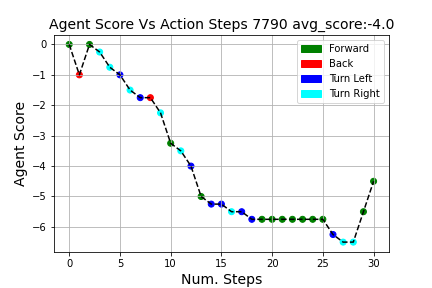 Agent Score Vs Action Steps 7790 avg_score:-4.0
Forward
Back
Turn Left
Turn Right
Agent Score
0
−1
−2
−3
−4
−5
−6
0 5 10 15 20 25 30
Num. Steps